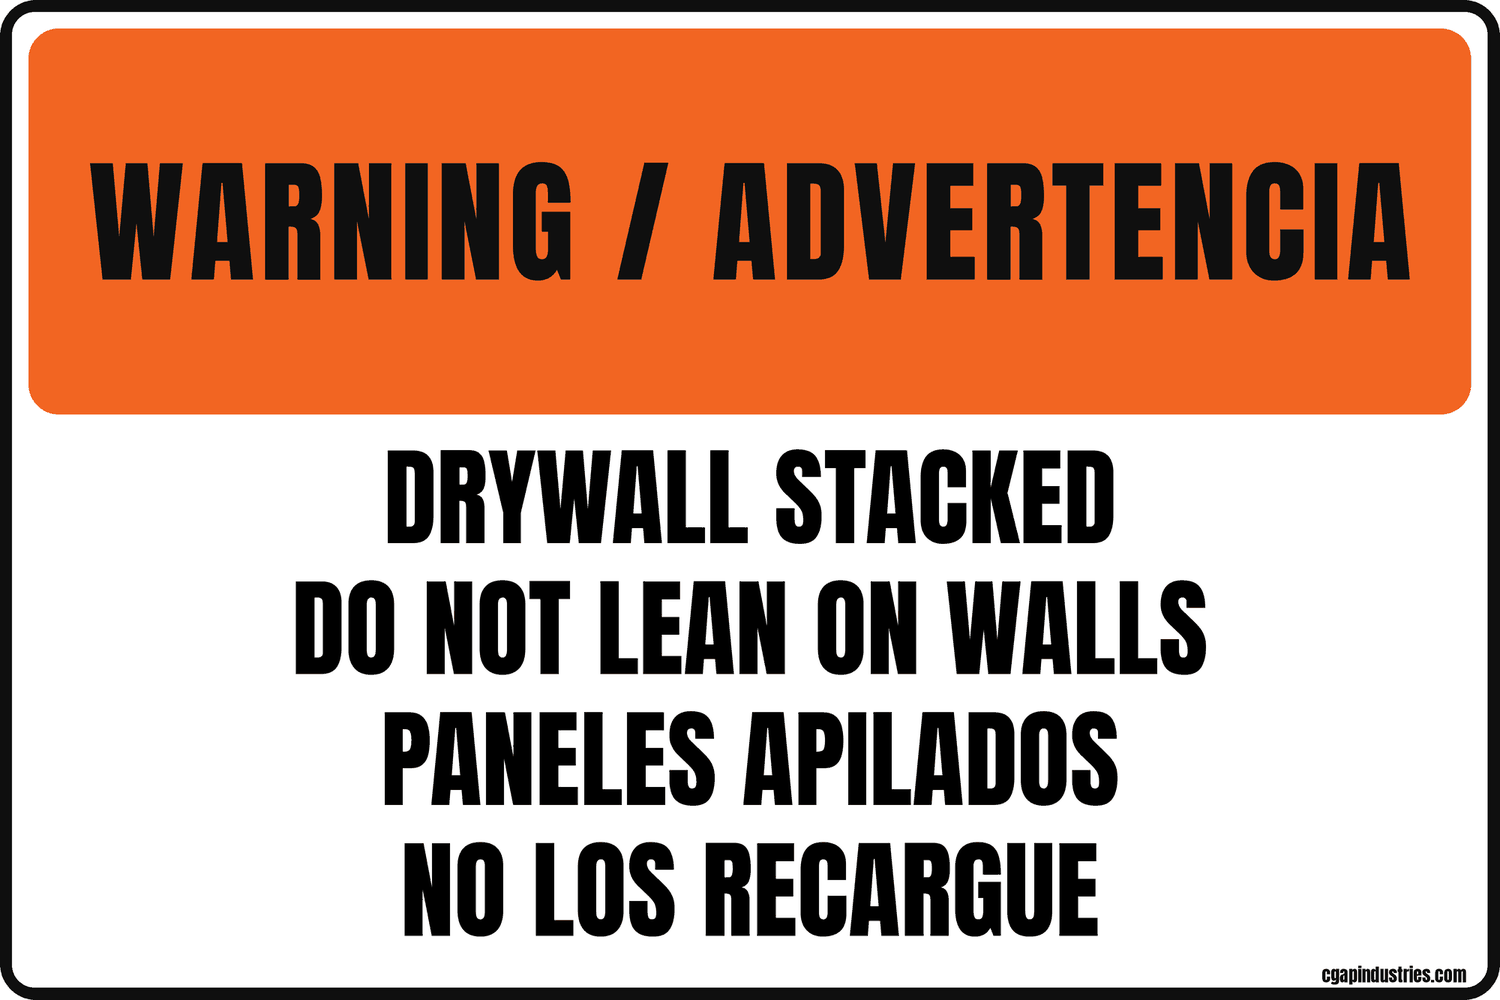 WARNING / ADVERTENCIA
DRYWALL STACKED
DO NOT LEAN ON WALLS
PANELES APILADOS
NO LOS RECARGUE
cgapindustries.com